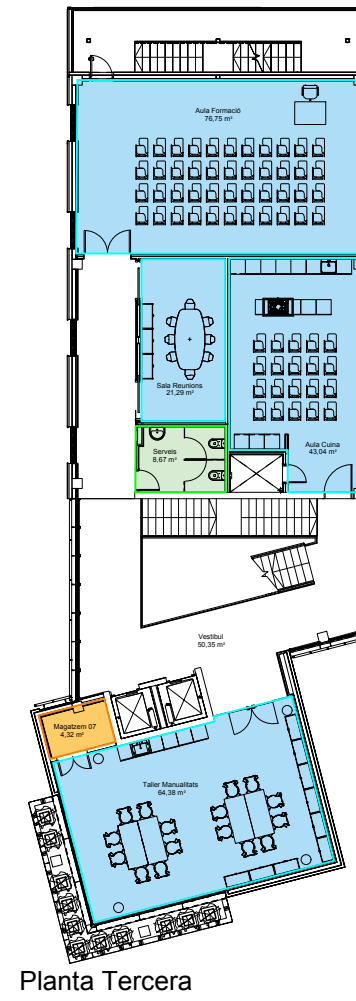 Aula Formació
76,75 m²
Sala Reunions
21,29 m²
Aula Cuina
43,04 m²
Serveis
8,67 m²
Vestíbul
50,35 m²
Magatzem 07
4,32 m²
Taller Manualitats
64,38 m²
Planta Tercera